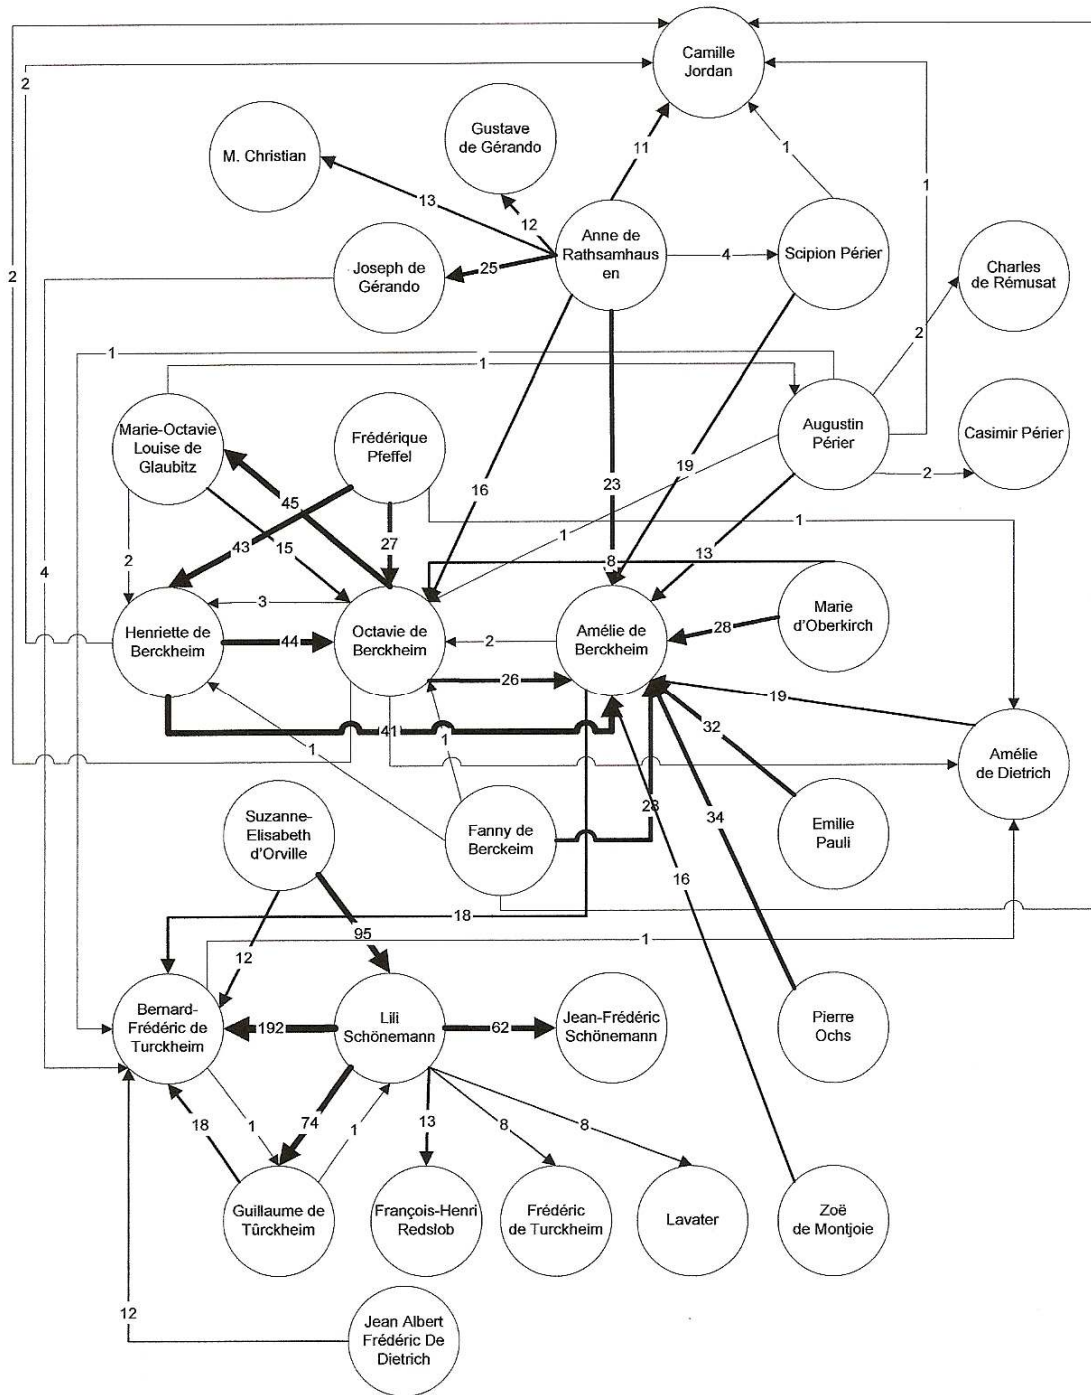 Camille
Jordan
2
Gustave
de Gérando
M. Christian
11
1
13
12
1
Anne de
Rathsamhaus
en
4
Scipion Périer
Joseph de
Gérando
25
Charles
de Rémusat
2
2
1
1
Marie-Octavie
Louise de
Glaubitz
Frédérique
Pfeffel
Augustin
Périer
Casimir Périer
19
2
16
23
45
1
1
43
15
27
13
2
4
8
3
Henriette de
Berckheim
44
Octavie de
Berckheim
2
Amélie de
Berckheim
28
Marie
d'Oberkirch
26
19
41
32
1
1
Amélie
de Dietrich
Suzanne-
Elisabeth
d'Orville
Fanny de
Berckeim
28
34
Emilie
Pauli
16
18
95
12
1
Bernard-
Frédéric de
Turckheim
192
Lili
Schönemann
62
Jean-Frédéric
Schönemann
Pierre
Ochs
18
1
74
1
13
8
8
Guillaume de
Tûrckheim
François-Henri
Redslob
Frédéric
de Turckheim
Lavater
Zoë
de Montjoie
12
Jean Albert
Frédéric De
Dietrich